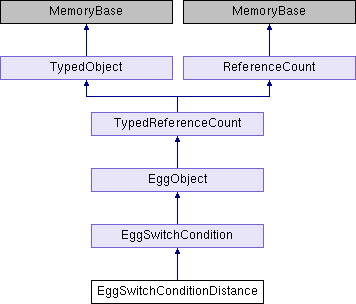 MemoryBase
MemoryBase
TypedObject
ReferenceCount
TypedReferenceCount
EggObject
EggSwitchCondition
EggSwitchConditionDistance